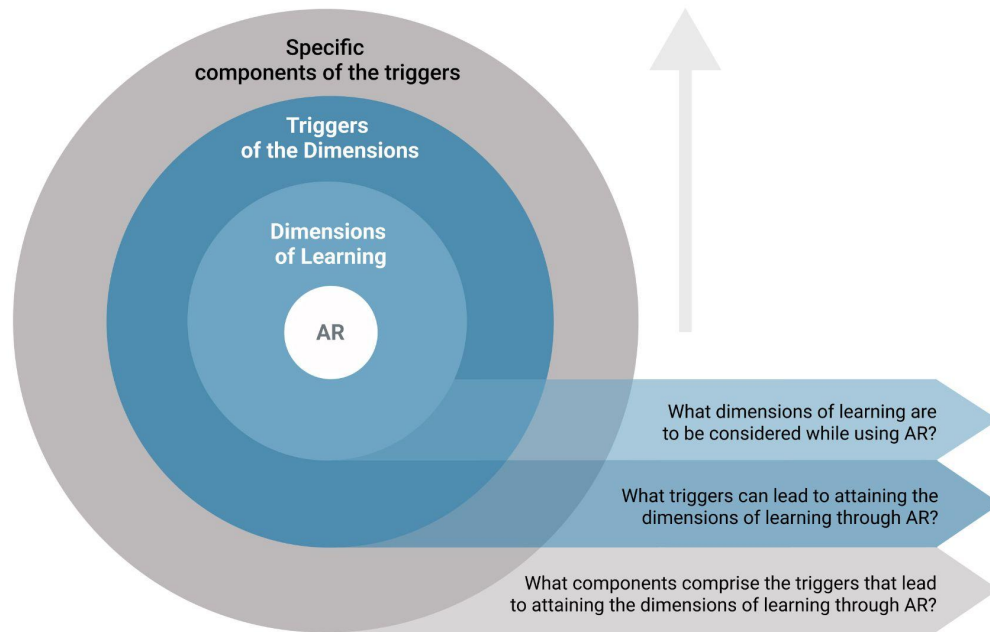 Specific
components of the triggers
Triggers
of the Dimensions
Dimensions
of Learning
AR
What dimensions of learning are
to be considered while using AR?
What triggers can lead to attaining the
dimensions of learning through AR?
What components comprise the triggers that lead
to attaining the dimensions of learning through AR?